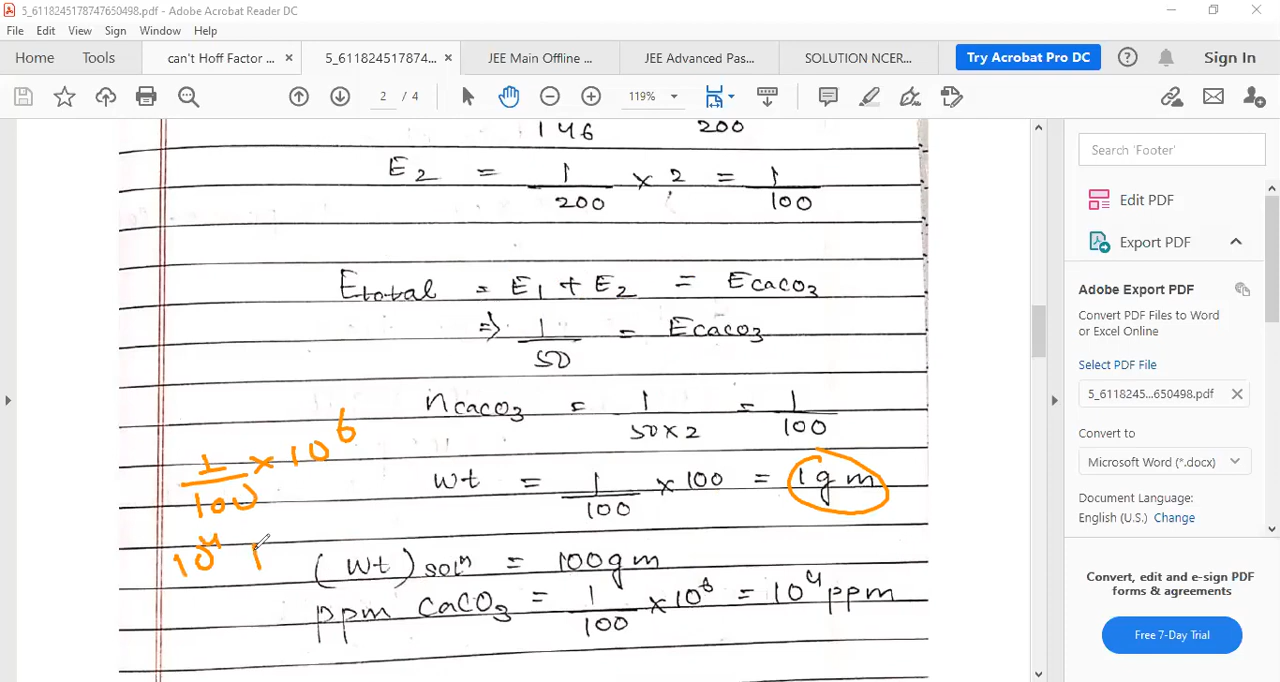 5_6118245178747650498.pdf - Adobe Acrobat Reader DC
File Edit View Sign Window Help
Home Tools can't Hoff Factor ... × 5_611824517874... × JEE Main Offline ... JEE Advanced Pas... SOLUTION NCER... Try Acrobat Pro DC Sign In
2 / 4 119%
146 200
E2 = 1/200 × 2 = 1/100
Etotal = E1 + E2 = Ecaco3
⇒ 1/50 = Ecaco3
ncaco3 = 1/50×2 = 1/100
1/100 × 10^6
wt = 1/100 × 100 = 1gm
10^4
(wt) solⁿ = 100gm
ppm CaCO3 = 1/100 × 10^6 = 10^4 ppm
Search 'Footer'
Edit PDF
Export PDF
Adobe Export PDF
Convert PDF Files to Word
or Excel Online
Select PDF File
5_6118245...650498.pdf ×
Convert to
Microsoft Word (*.docx)
Document Language:
English (U.S.) Change
Convert, edit and e-sign PDF
forms & agreements
Free 7-Day Trial